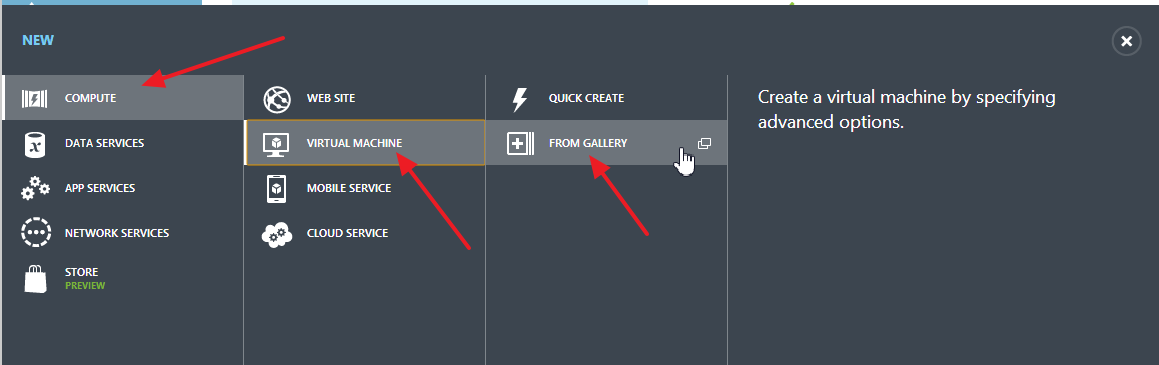 NEW
COMPUTE
DATA SERVICES
APP SERVICES
NETWORK SERVICES
STORE
PREVIEW
WEB SITE
VIRTUAL MACHINE
MOBILE SERVICE
CLOUD SERVICE
QUICK CREATE
FROM GALLERY
Create a virtual machine by specifying
advanced options.